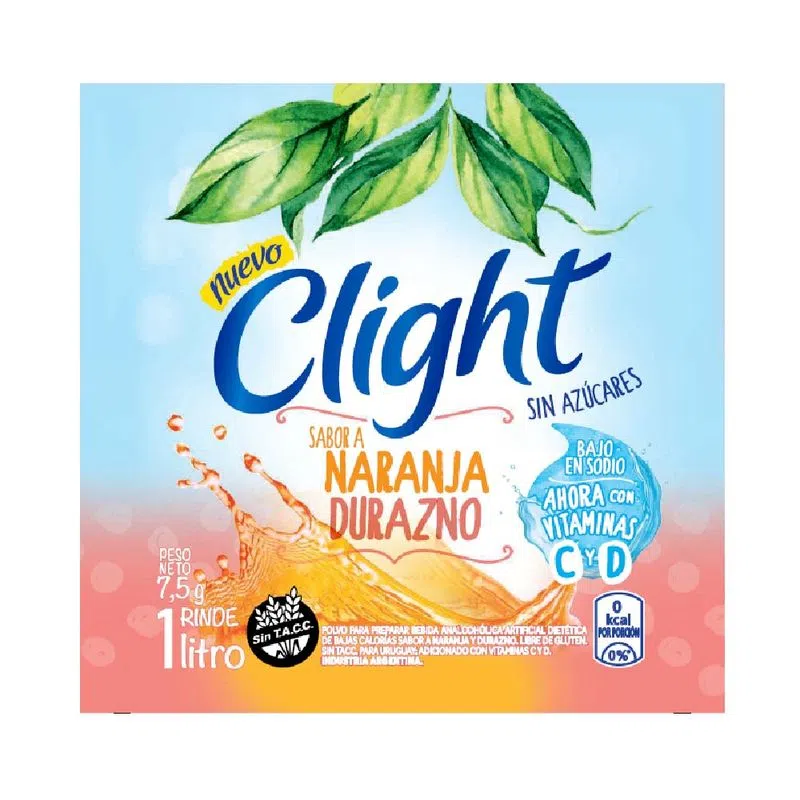 Nuevo
Clight
SIN AZÚCARES
SABOR A
NARANJA
DURAZNO
BAJO
EN SODIO
AHORA CON
VITAMINAS
C Y D
PESO
NETO
7,5 g
RINDE
1 litro
Sin T.A.C.C.
POLVO PARA PREPARAR BEBIDA ANALCOHÓLICA ARTIFICIAL DIETÉTICA
DE BAJAS CALORÍAS SABOR A NARANJA Y DURAZNO. LIBRE DE GLUTEN.
SIN TACC. PARA URUGUAY: ADICIONADO CON VITAMINAS C Y D.
INDUSTRIA ARGENTINA.
0
kcal
POR PORCIÓN
0%*